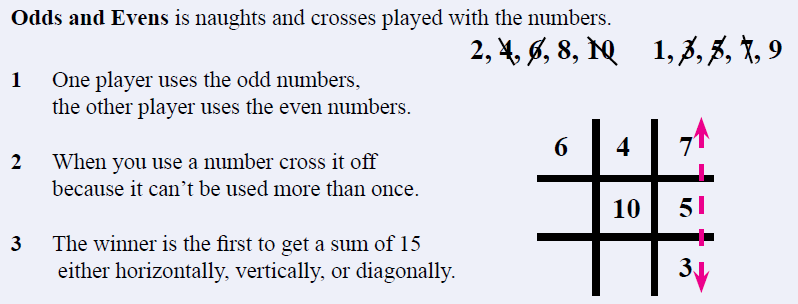 Odds and Evens is naughts and crosses played with the numbers.
2, 4, 6, 8, 10 1, 3, 5, 7, 9
1 One player uses the odd numbers,
the other player uses the even numbers.
2 When you use a number cross it off
because it can’t be used more than once.
3 The winner is the first to get a sum of 15
either horizontally, vertically, or diagonally.
6 4 7
10 5
3